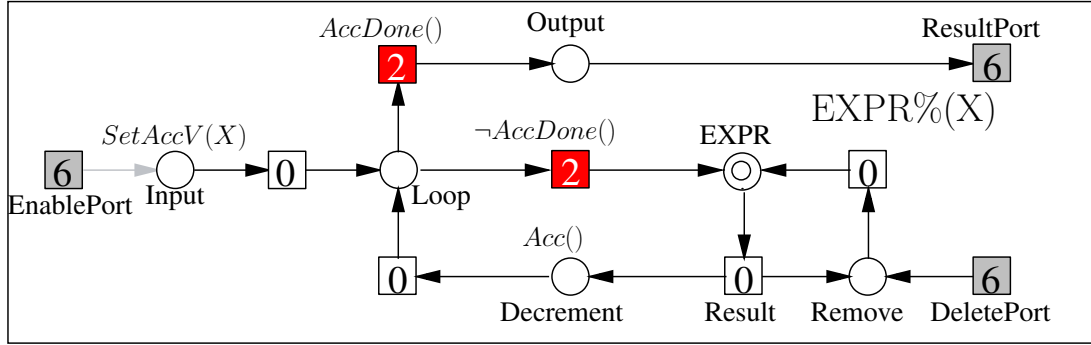 AccDone()
Output
ResultPort
2
6
EXPR%(X)
SetAccV(X)
¬AccDone()
EXPR
6
0
2
0
EnablePort
Input
Loop
Acc()
0
0
6
Decrement
Result
Remove
DeletePort